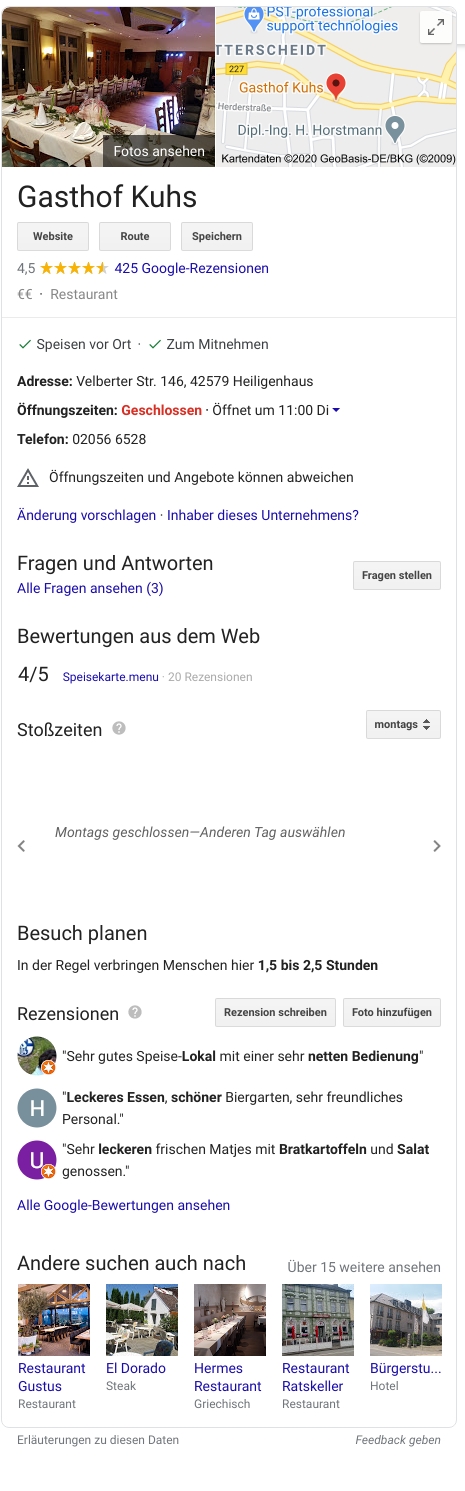 PST-professional
support technologies
TTERSCHEIDT
227
Gasthof Kuhs
Herderstraße
Dipl.-Ing. H. Horstmann
Fotos ansehen
Kartendaten ©2020 GeoBasis-DE/BKG (©2009)
Gasthof Kuhs
Website Route Speichern
4,5 425 Google-Rezensionen
€€ · Restaurant
Speisen vor Ort · Zum Mitnehmen
Adresse: Velberter Str. 146, 42579 Heiligenhaus
Öffnungszeiten: Geschlossen · Öffnet um 11:00 Di
Telefon: 02056 6528
Öffnungszeiten und Angebote können abweichen
Änderung vorschlagen · Inhaber dieses Unternehmens?
Fragen und Antworten
Alle Fragen ansehen (3)
Fragen stellen
Bewertungen aus dem Web
4/5 Speisekarte.menu · 20 Rezensionen
Stoßzeiten ? montags
Montags geschlossen—Anderen Tag auswählen
Besuch planen
In der Regel verbringen Menschen hier 1,5 bis 2,5 Stunden
Rezensionen ? Rezension schreiben Foto hinzufügen
"Sehr gutes Speise-Lokal mit einer sehr netten Bedienung"
H
"Leckeres Essen, schöner Biergarten, sehr freundliches
Personal."
U
"Sehr leckeren frischen Matjes mit Bratkartoffeln und Salat
genossen."
Alle Google-Bewertungen ansehen
Andere suchen auch nach Über 15 weitere ansehen
Restaurant
Gustus
Restaurant
El Dorado
Steak
Hermes
Restaurant
Griechisch
Restaurant
Ratskeller
Restaurant
Bürgerstu...
Hotel
Erläuterungen zu diesen Daten Feedback geben